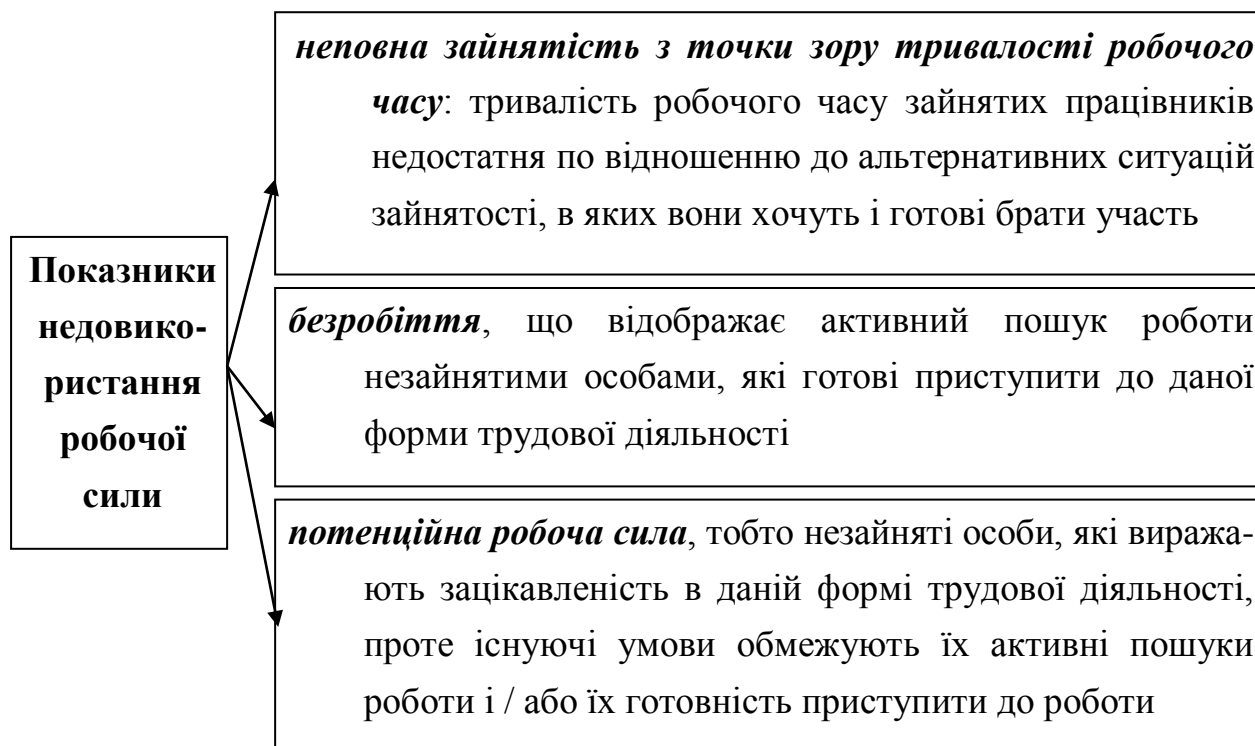 Показники
недовико-
ристання
робочої
сили
неповна зайнятість з точки зору тривалості робочого
часу: тривалість робочого часу зайнятих працівників
недостатня по відношенню до альтернативних ситуацій
зайнятості, в яких вони хочуть і готові брати участь
безробіття, що відображає активний пошук роботи
незайнятими особами, які готові приступити до даної
форми трудової діяльності
потенційна робоча сила, тобто незайняті особи, які виража-
ють зацікавленість в даній формі трудової діяльності,
проте існуючі умови обмежують їх активні пошуки
роботи і / або їх готовність приступити до роботи